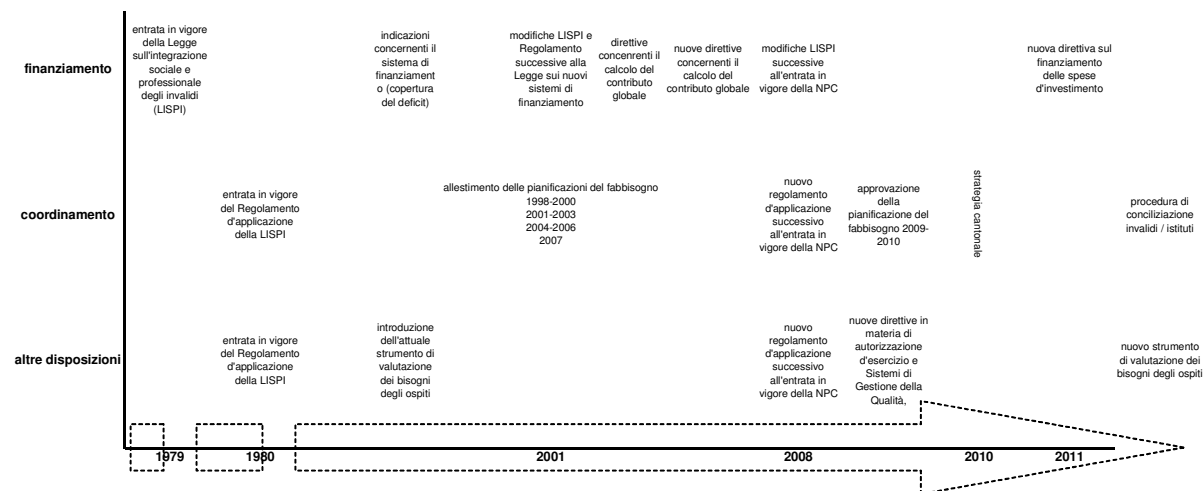 finanziamento
entrata in vigore
della Legge
sull'integrazione
sociale e
professionale
degli invalidi
(LISPI)
indicazioni
concernenti il
sistema di
finanziament
o (copertura
del deficit)
modifiche LISPI e
Regolamento
successive alla
Legge sui nuovi
sistemi di
finanziamento
direttive
concenrenti il
calcolo del
contributo
globale
nuove direttive
concernenti il
calcolo del
contributo globale
modifiche LISPI
successive
all'entrata in
vigore della NPC
nuova direttiva sul
finanziamento
delle spese
d'investimento
coordinamento
entrata in vigore
del Regolamento
d'applicazione
della LISPI
allestimento delle pianificazioni del fabbisogno
1998-2000
2001-2003
2004-2006
2007
nuovo
regolamento
d'applicazione
successivo
all'entrata in
vigore della NPC
approvazione
della
pianificazione del
fabbisogno 2009-
2010
strategia cantonale
procedura di
conciliziazione
invalidi / istituti
altre disposizioni
entrata in vigore
del Regolamento
d'applicazione
della LISPI
introduzione
dell'attuale
strumento di
valutazione
dei bisogni
degli ospiti
nuovo
regolamento
d'applicazione
successivo
all'entrata in
vigore della NPC
nuove direttive in
materia di
autorizzazione
d'esercizio e
Sistemi di
Gestione della
Qualità,
nuovo strumento
di valutazione dei
bisogni degli ospiti
1979
1980
2001
2008
2010
2011